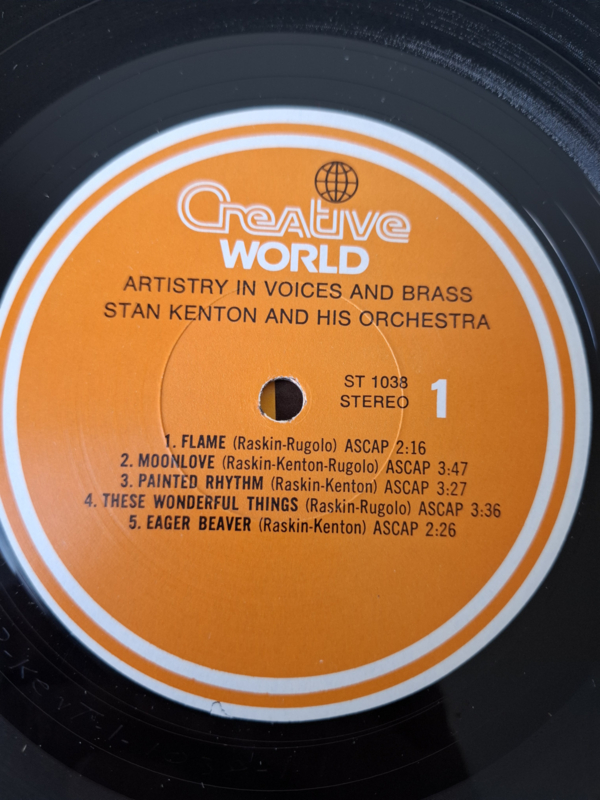 Creative
WORLD
ARTISTRY IN VOICES AND BRASS
STAN KENTON AND HIS ORCHESTRA
ST 1038
STEREO 1
1. FLAME (Raskin-Rugolo) ASCAP 2:16
2. MOONLOVE (Raskin-Kenton-Rugolo) ASCAP 3:47
3. PAINTED RHYTHM (Raskin-Kenton) ASCAP 3:27
4. THESE WONDERFUL THINGS (Raskin-Rugolo) ASCAP 3:36
5. EAGER BEAVER (Raskin-Kenton) ASCAP 2:26